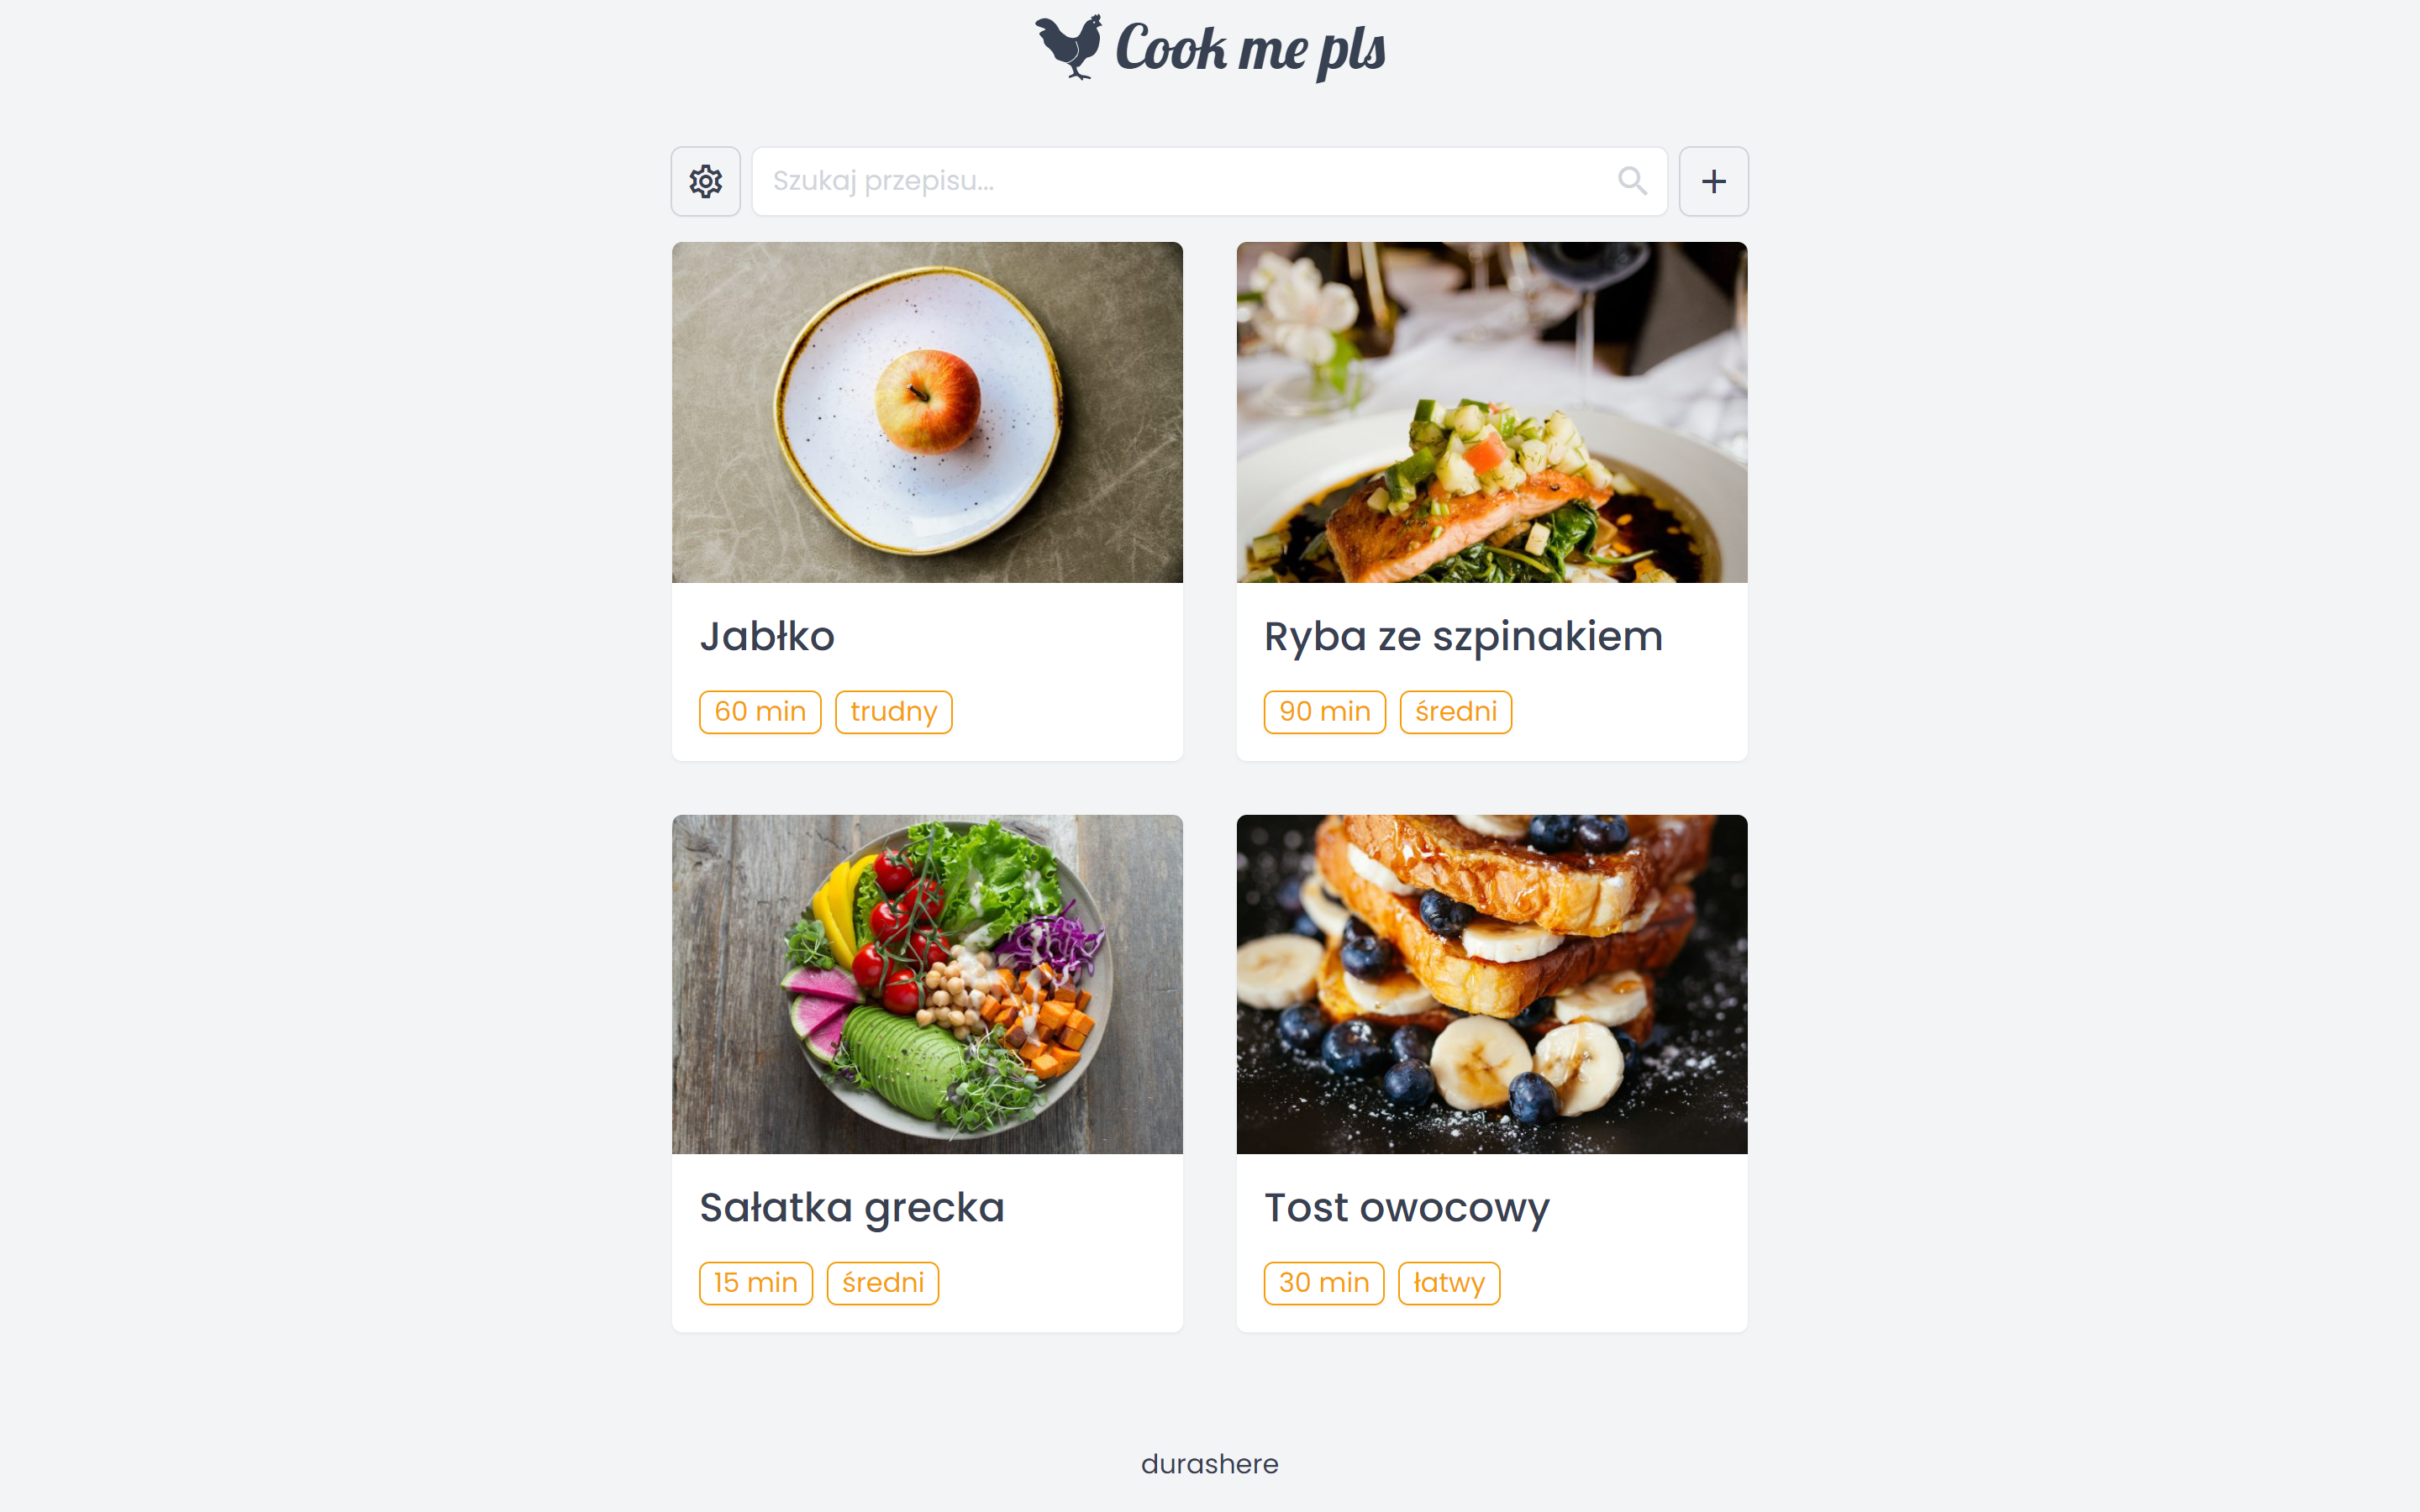 Cook me pls
Szukaj przepisu...
Jabłko
60 min trudny
Ryba ze szpinakiem
90 min średni
Sałatka grecka
15 min średni
Tost owocowy
30 min łatwy
durashere